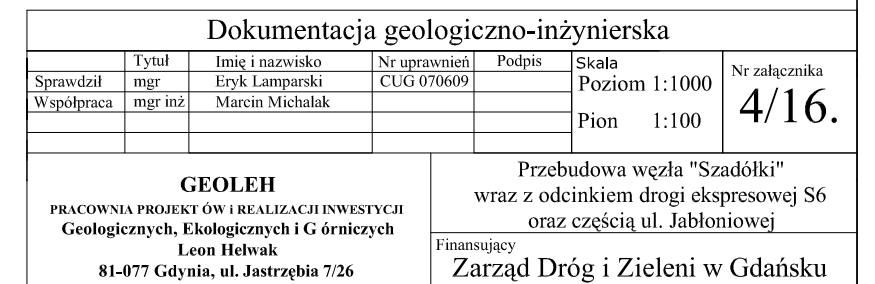 Dokumentacja geologiczno-inżynierska
Tytuł Imię i nazwisko Nr uprawnień Podpis
Sprawdził mgr Eryk Lamparski CUG 070609
Współpraca mgr inż Marcin Michalak
Skala
Poziom 1:1000
Pion 1:100
Nr załącznika
4/16.
GEOLEH
PRACOWNIA PROJEKT ÓW i REALIZACJI INWESTYCJI
Geologicznych, Ekologicznych i G órniczych
Leon Helwak
81-077 Gdynia, ul. Jastrzębia 7/26
Przebudowa węzła "Szadółki"
wraz z odcinkiem drogi ekspresowej S6
oraz częścią ul. Jabłoniowej
Finansujący
Zarząd Dróg i Zieleni w Gdańsku